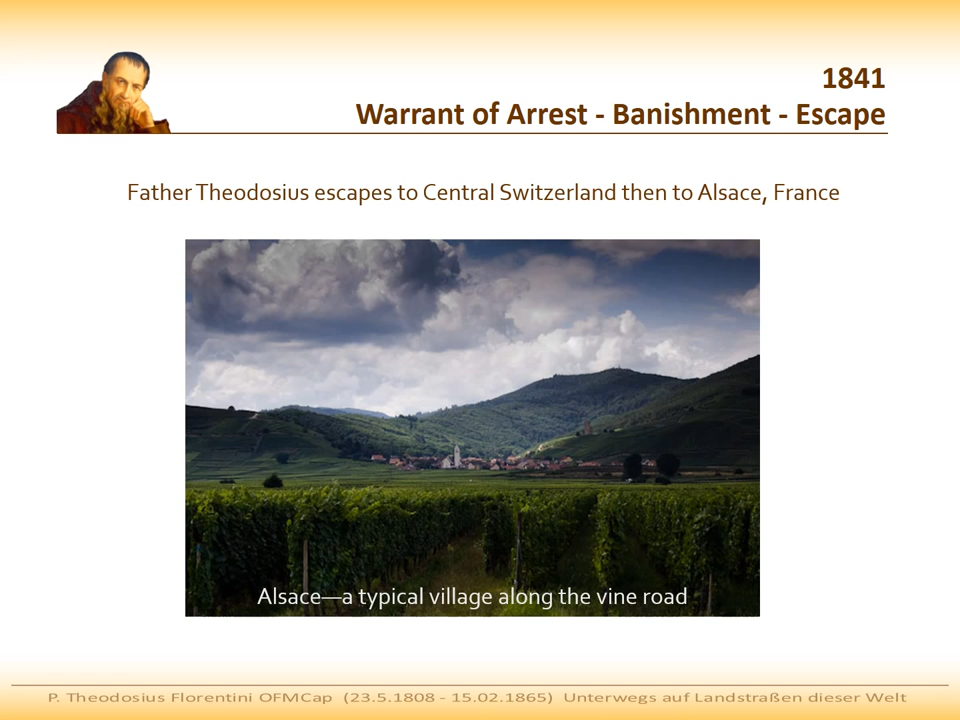 1841
Warrant of Arrest - Banishment - Escape
Father Theodosius escapes to Central Switzerland then to Alsace, France
Alsace—a typical village along the vine road
P. Theodosius Florentini OFMCap (23.5.1808 - 15.02.1865) Unterwegs auf Landstraßen dieser Welt